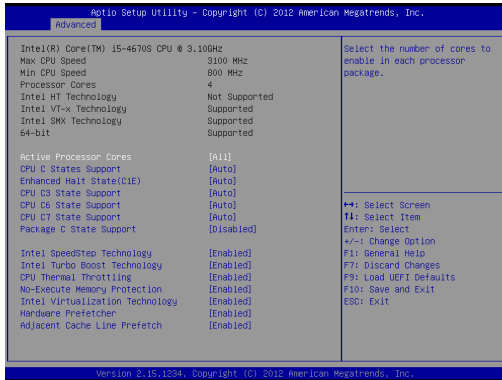 Aptio Setup Utility – Copyright (C) 2012 American Megatrends, Inc.
Advanced
Intel(R) Core(TM) i5-4670S CPU @ 3.10GHz
Max CPU Speed 3100 MHz
Min CPU Speed 800 MHz
Processor Cores 4
Intel HT Technology Not Supported
Intel VT-x Technology Supported
Intel SMX Technology Supported
64-bit Supported
Active Processor Cores [All]
CPU C States Support [Auto]
Enhanced Halt State(C1E) [Auto]
CPU C3 State Support [Auto]
CPU C6 State Support [Auto]
CPU C7 State Support [Auto]
Package C State Support [Disabled]
Intel SpeedStep Technology [Enabled]
Intel Turbo Boost Technology [Enabled]
CPU Thermal Throttling [Enabled]
No-Execute Memory Protection [Enabled]
Intel Virtualization Technology [Enabled]
Hardware Prefetcher [Enabled]
Adjacent Cache Line Prefetch [Enabled]
Select the number of cores to
enable in each processor
package.
↔: Select Screen
↑↓: Select Item
Enter: Select
+/-: Change Option
F1: General Help
F7: Discard Changes
F9: Load UEFI Defaults
F10: Save and Exit
ESC: Exit
Version 2.15.1234. Copyright (C) 2012 American Megatrends, Inc.